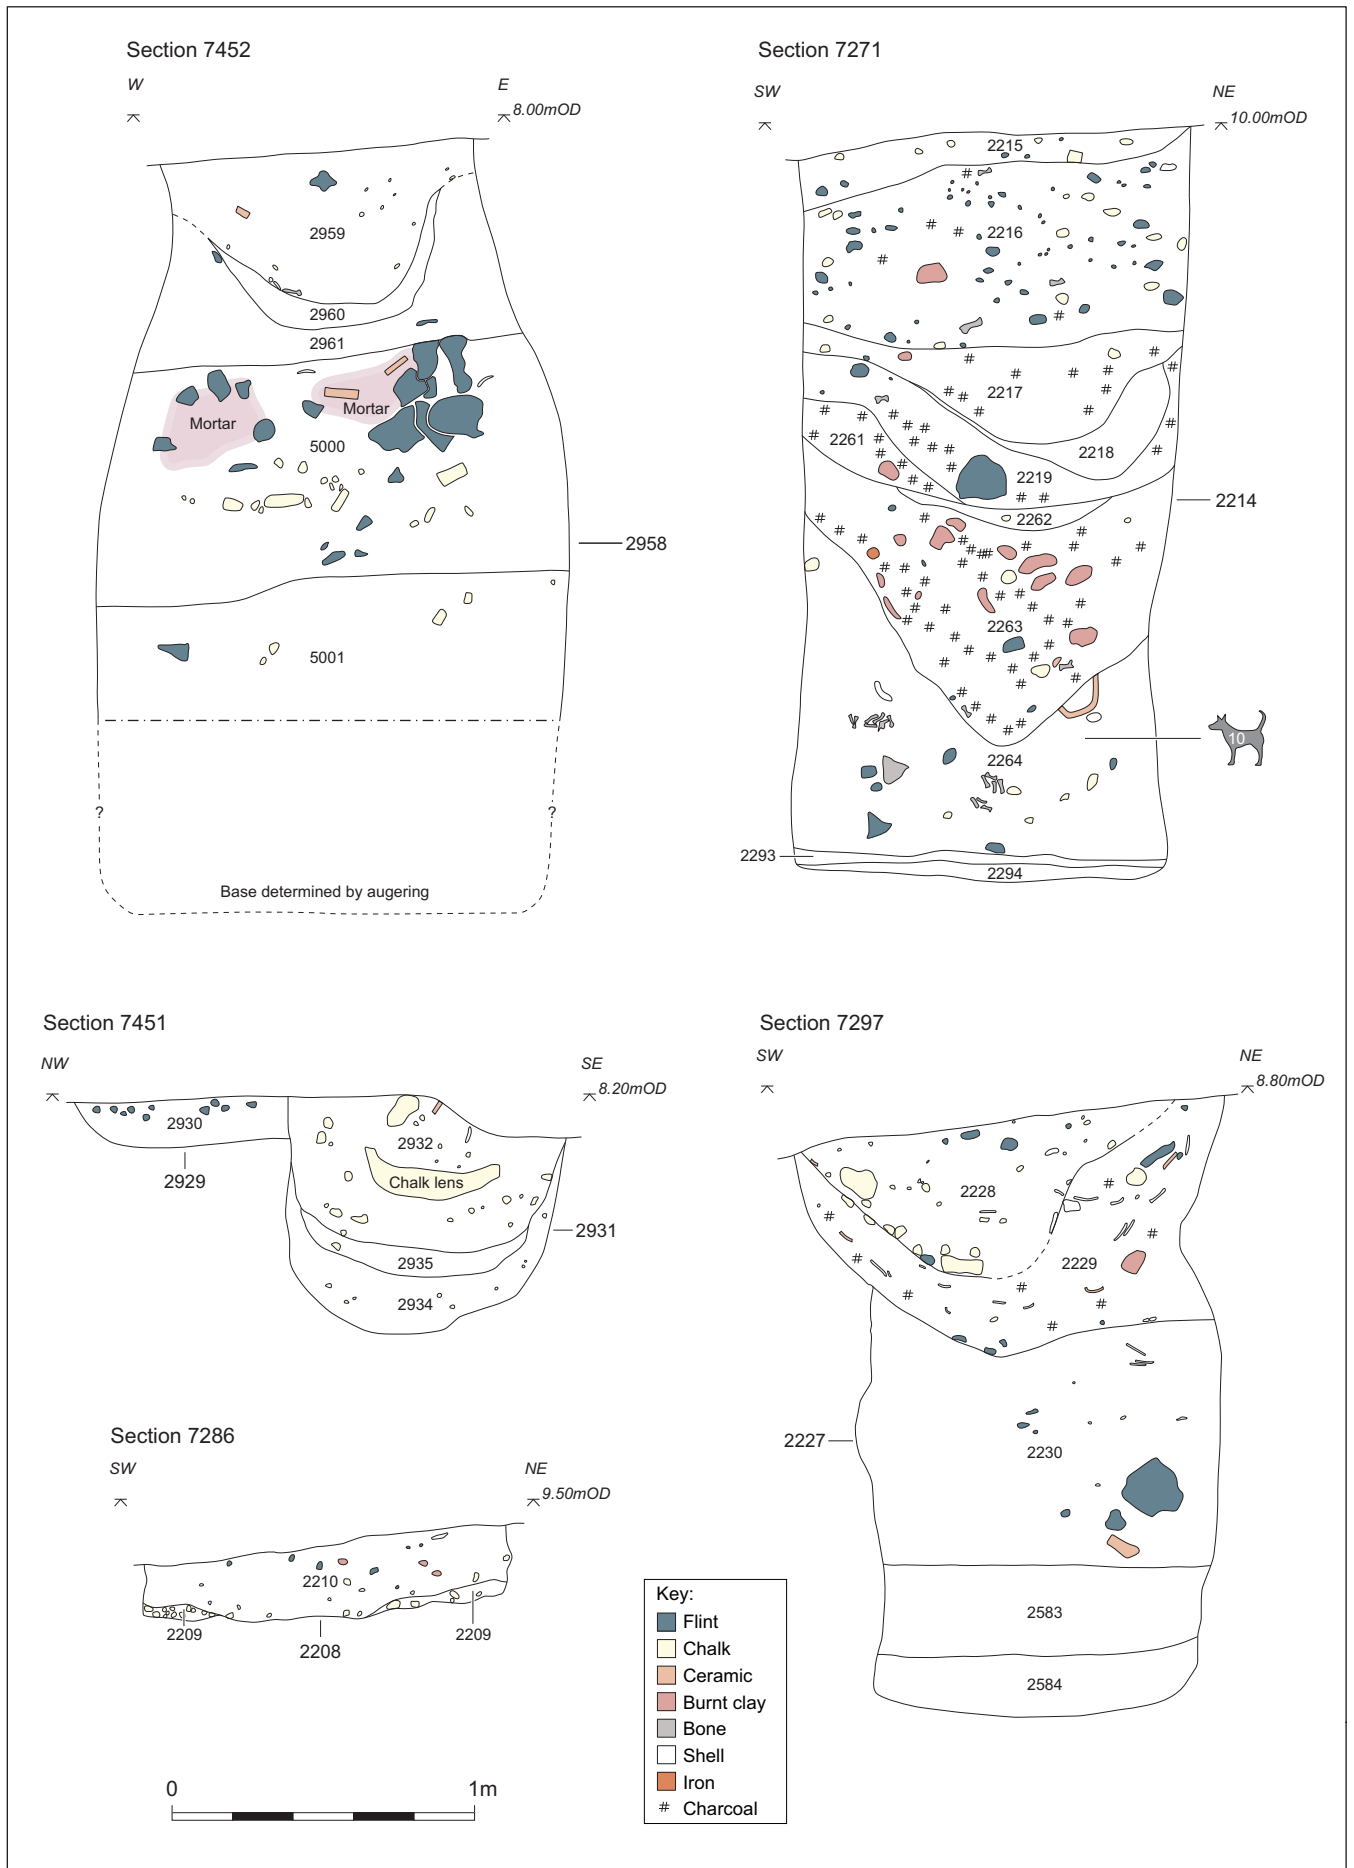 Section 7452
W
E
8.00mOD
2959
2960
2961
Mortar
Mortar
5000
2958
5001
?
?
Base determined by augering
Section 7271
SW
NE
10.00mOD
2215
2216
2217
2218
2261
2219
2214
2262
2263
10
2264
2293
2294
Section 7451
NW
SE
8.20mOD
2930
2932
2929
Chalk lens
2931
2935
2934
Section 7297
SW
NE
8.80mOD
2228
2229
2227
2230
2583
2584
Section 7286
SW
NE
9.50mOD
2210
2209
2208
2209
Key:
Flint
Chalk
Ceramic
Burnt clay
Bone
Shell
Iron
# Charcoal
0
1m